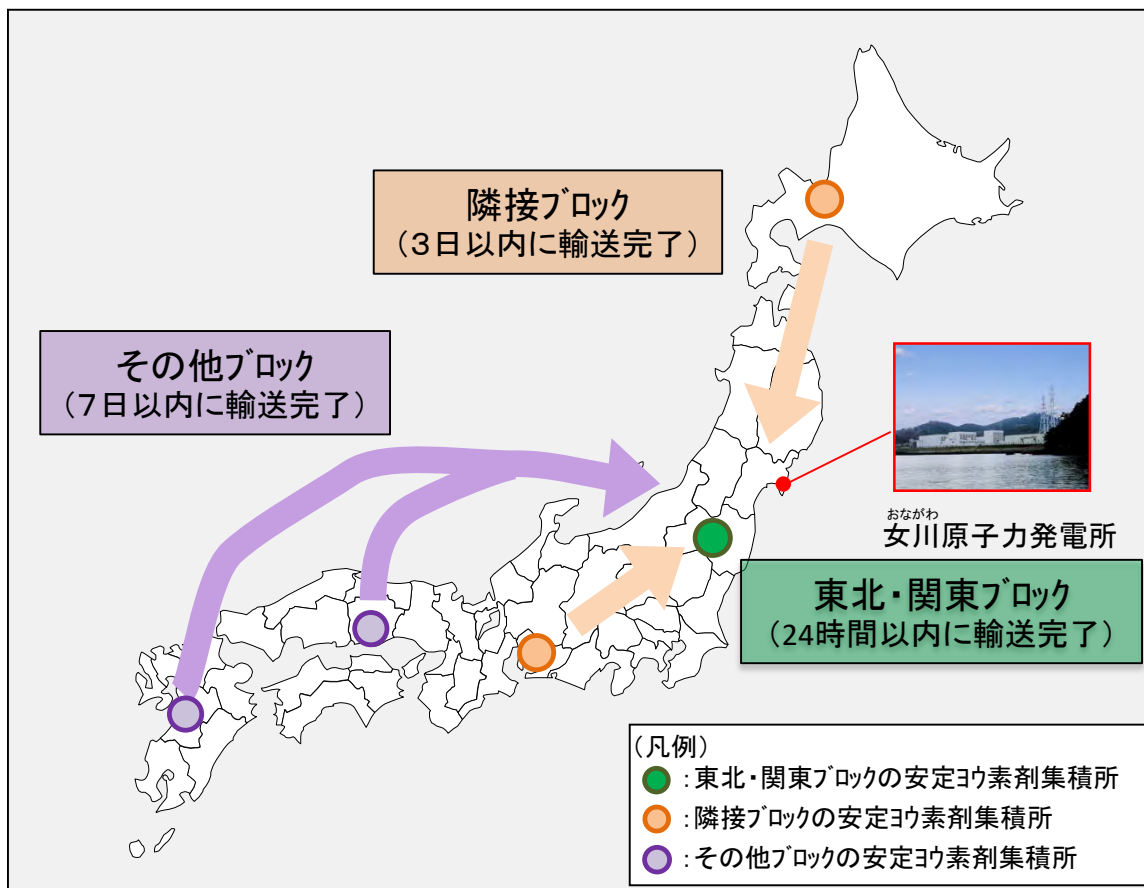 隣接ﾌﾞﾛｯｸ
（３日以内に輸送完了）
その他ﾌﾞﾛｯｸ
（７日以内に輸送完了）
おながわ
女川原子力発電所
東北・関東ﾌﾞﾛｯｸ
（24時間以内に輸送完了）
（凡例）
：東北・関東ﾌﾞﾛｯｸの安定ﾖｳ素剤集積所
：隣接ﾌﾞﾛｯｸの安定ﾖｳ素剤集積所
：その他ﾌﾞﾛｯｸの安定ﾖｳ素剤集積所